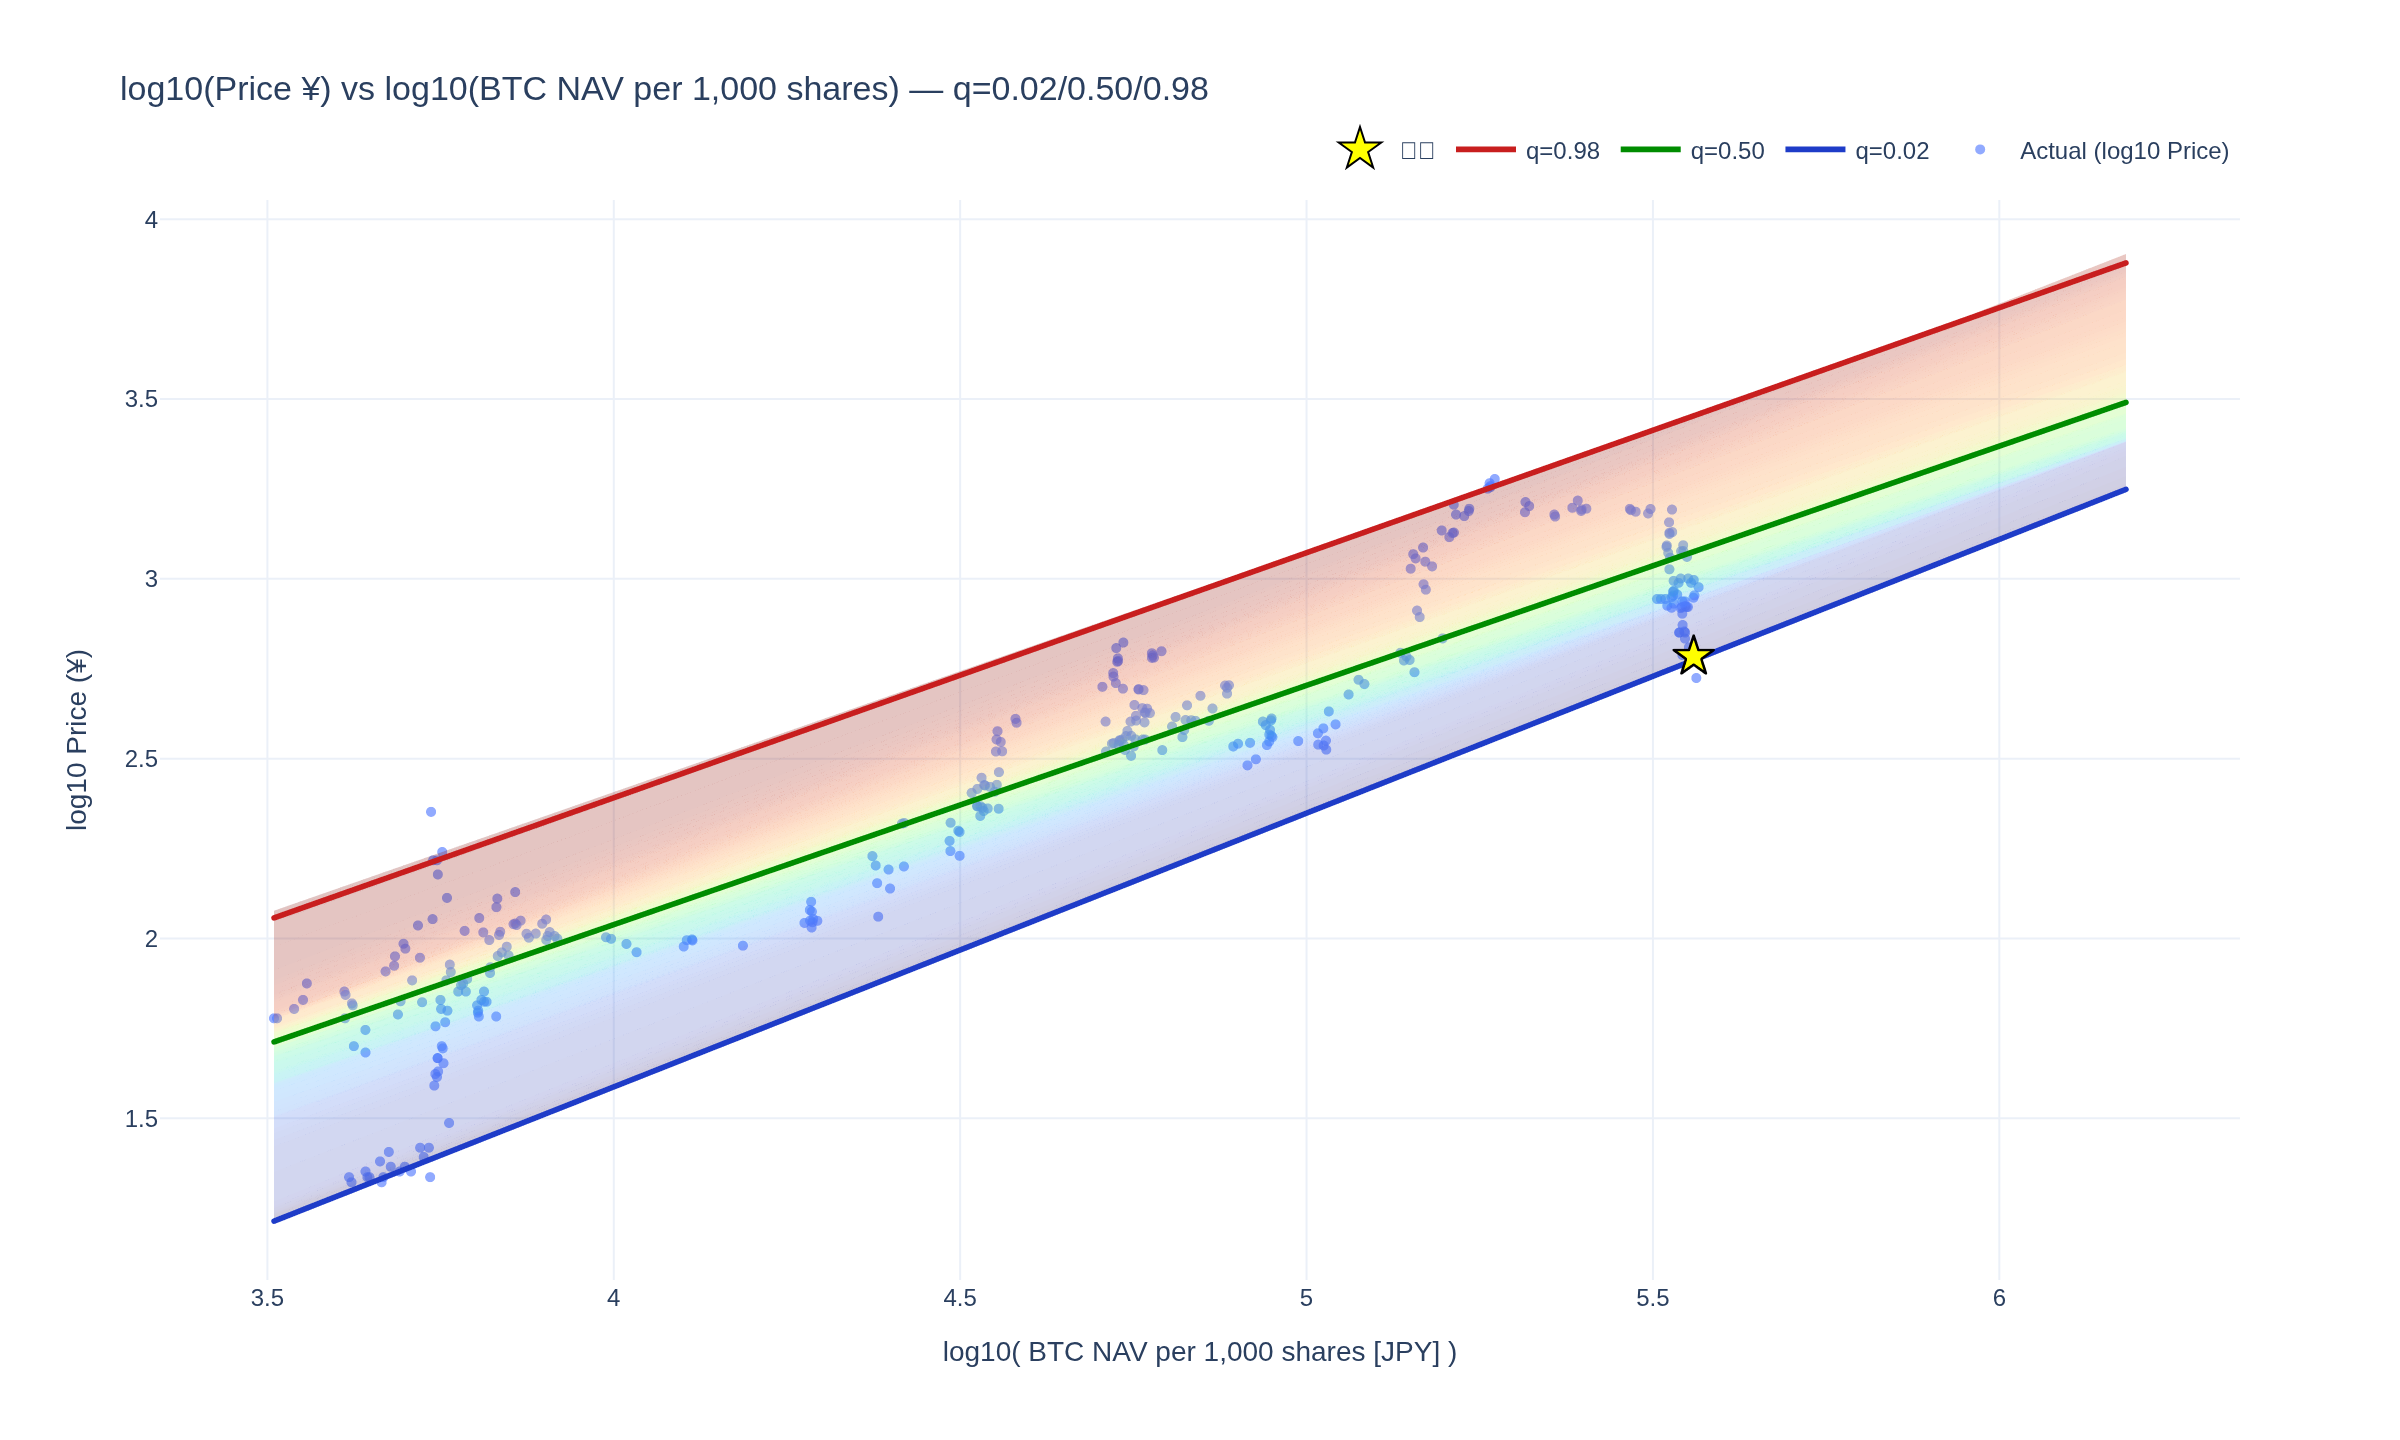 log10(Price ¥) vs log10(BTC NAV per 1,000 shares) — q=0.02/0.50/0.98
q=0.98 q=0.50 q=0.02 Actual (log10 Price)
4
3.5
3
2.5
2
1.5
log10 Price (¥)
3.5 4 4.5 5 5.5 6
log10( BTC NAV per 1,000 shares [JPY] )